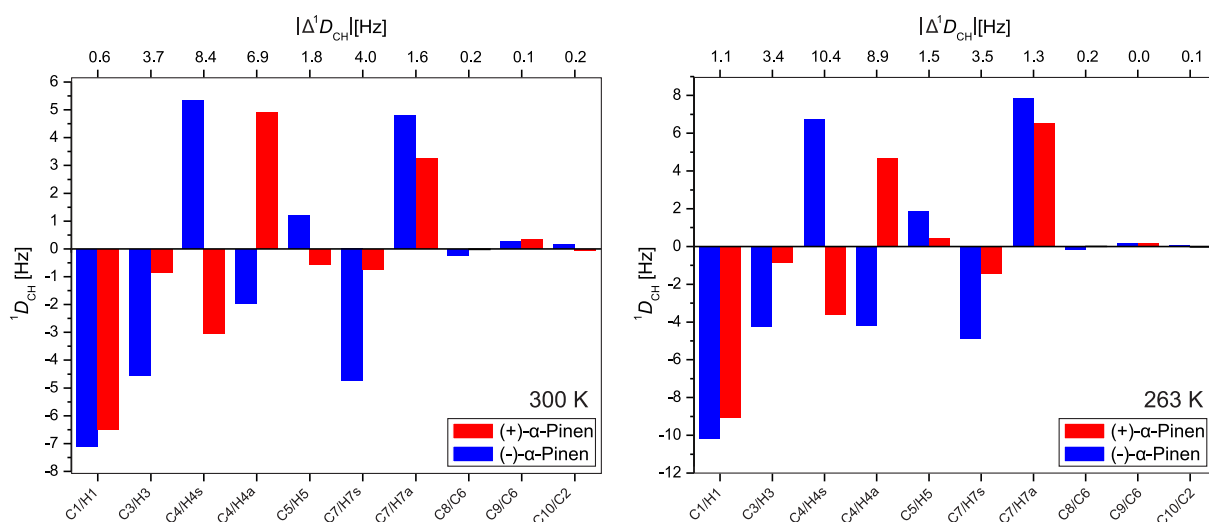 |Δ¹D_CH| [Hz]
0.6 3.7 8.4 6.9 1.8 4.0 1.6 0.2 0.1 0.2
6
5
4
3
2
1
0
-1
-2
-3
-4
-5
-6
-7
-8
¹D_CH [Hz]
300 K
(+)-α-Pinen
(-)-α-Pinen
C1/H1 C3/H3 C4/H4s C4/H4a C5/H5 C7/H7s C7/H7a C8/C6 C9/C6 C10/C2
|Δ¹D_CH| [Hz]
1.1 3.4 10.4 8.9 1.5 3.5 1.3 0.2 0.0 0.1
8
6
4
2
0
-2
-4
-6
-8
-10
-12
¹D_CH [Hz]
263 K
(+)-α-Pinen
(-)-α-Pinen
C1/H1 C3/H3 C4/H4s C4/H4a C5/H5 C7/H7s C7/H7a C8/C6 C9/C6 C10/C2